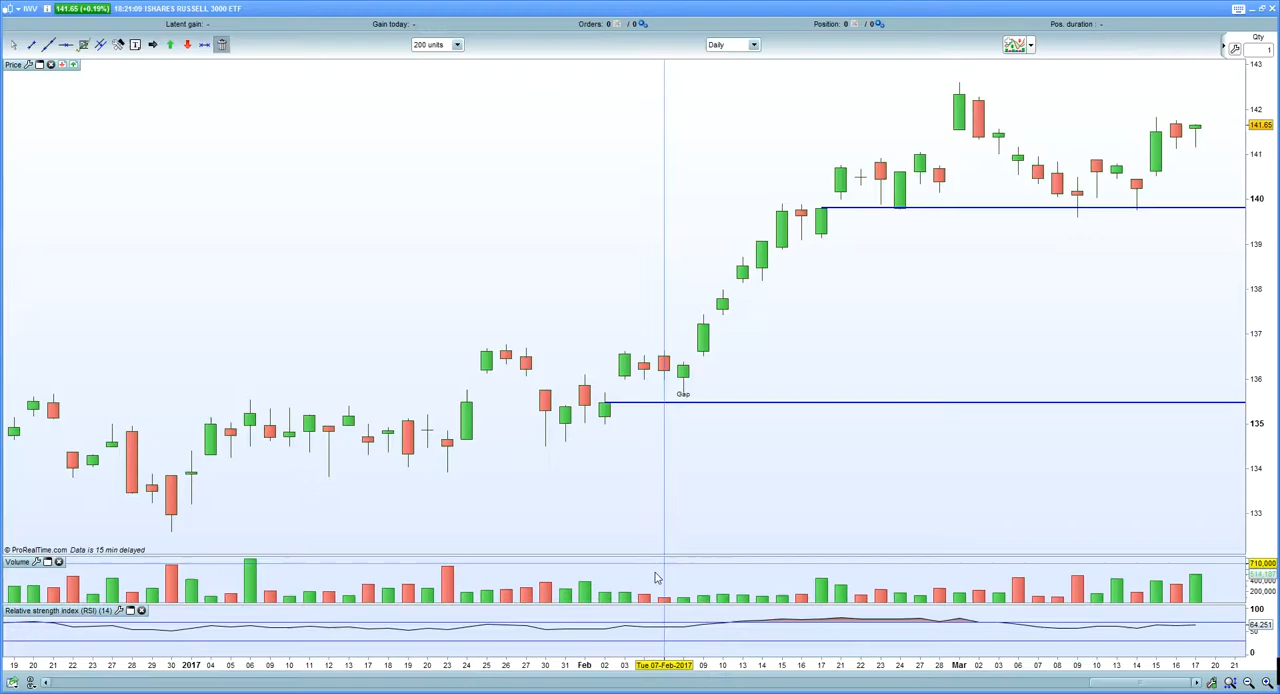 IWV 141.65 (+0.19%) 18:21:09 ISHARES RUSSELL 3000 ETF
Latent gain: - Gain today: - Orders: 0 / 0 Position: 0 / 0 Pos. duration : -
200 units Daily Qty
1
Price
143
142
141.65
141
140
139
138
137
136
Gap
135
134
133
© ProRealTime.com Data is 15 min delayed
Volume
710,000
400,000
200,000
Relative strength index (RSI) (14)
100
64.251
50
0
19 20 21 22 23 27 28 29 30 2017 04 05 06 09 10 11 12 13 17 18 19 20 23 24 25 26 27 30 31 Feb 02 03 Tue 07-Feb-2017 09 10 13 14 15 16 17 21 22 23 24 27 28 Mar 02 03 06 07 08 09 10 13 14 15 16 17 20 21